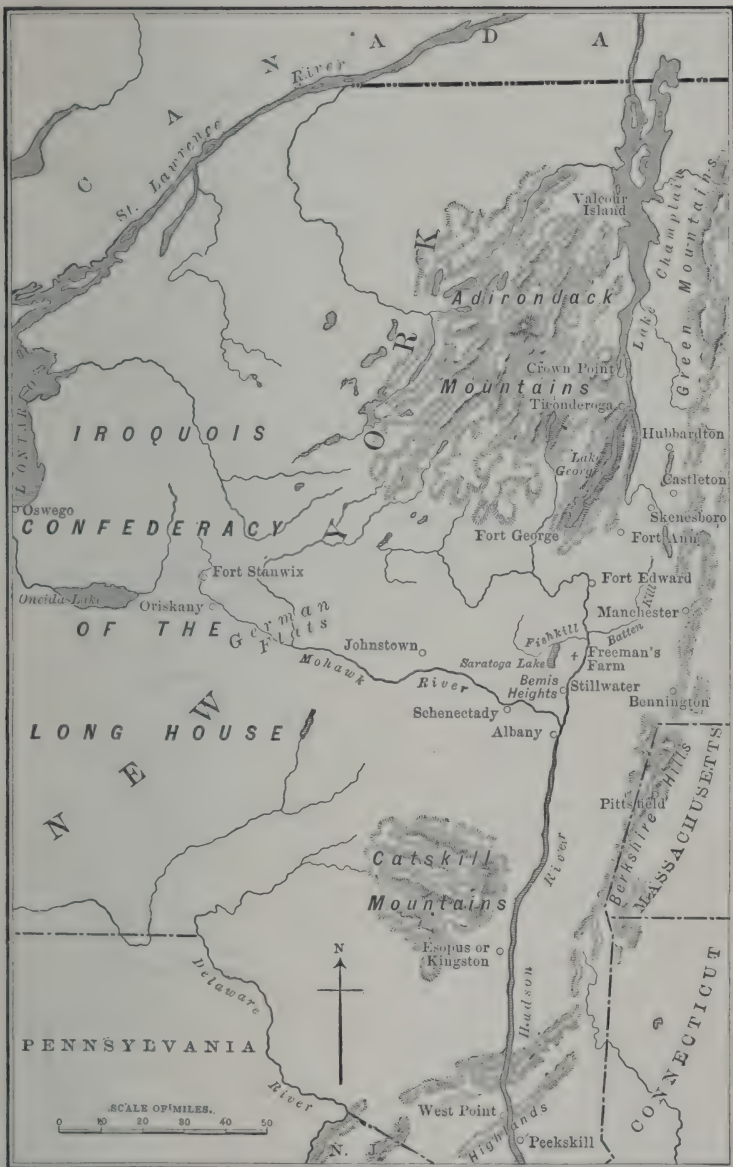 CANADA
St. Lawrence River
Valcour
Island
Lake Champlain
Green Mountains
NEW YORK
Adirondack
Mountains
Crown Point
Ticonderoga
Hubbardton
L. ONTARIO
IROQUOIS
Lake
Georg
Castleton
Skenesboro
Oswego
CONFEDERACY
Fort George
Fort Ann
Fort Stanwix
Fort Edward
Oneida Lake
Oriskany
Manchester
OF THE
German
Flats
Johnstown
Fishkill
Batten Kill
Freeman's
Farm
Saratoga Lake
Mohawk River
Bemis
Heights
Stillwater
Bennington
Schenectady
LONG HOUSE
Albany
Pittsfield
Berkshire Hills
MASSACHUSETTS
Catskill
Mountains
Esopus or
Kingston
N
Hudson River
Delaware River
CONNECTICUT
PENNSYLVANIA
SCALE OF MILES.
0 10 20 30 40 50
West Point
Highlands
N. J.
Peekskill